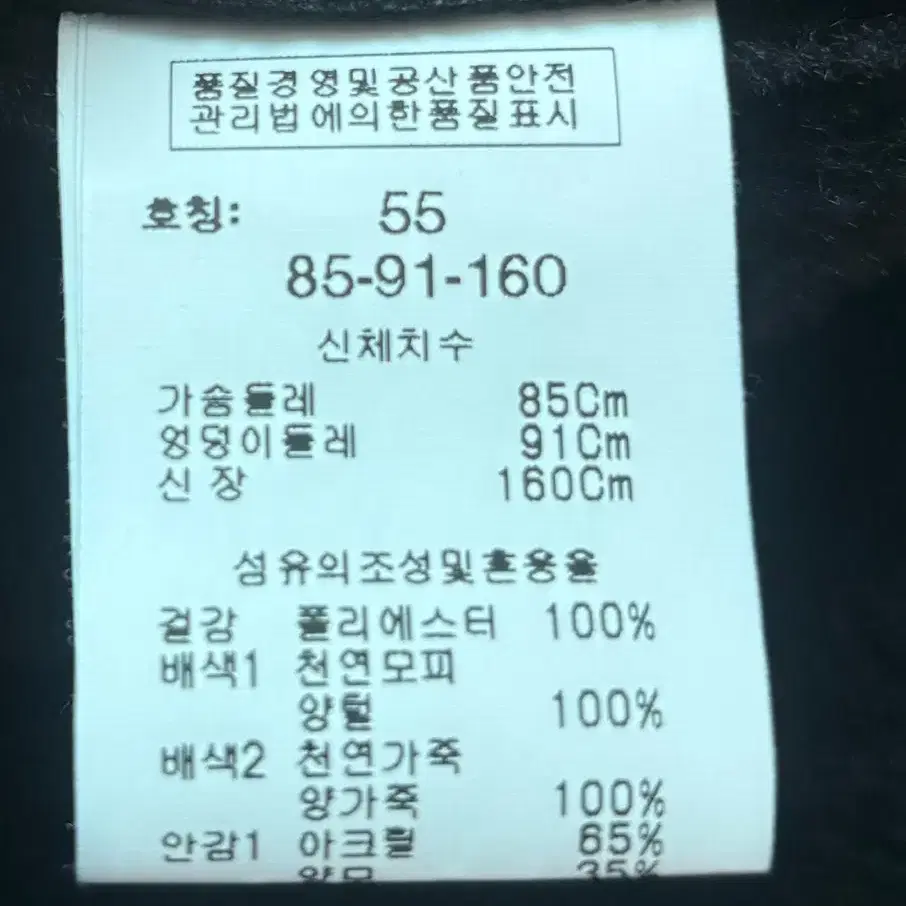 품질경영및공산품안전
관리법에의한품질표시
호칭: 55
85-91-160
신체치수
가슴둘레 85Cm
엉덩이둘레 91Cm
신장 160Cm
섬유의조성및혼용율
겉감 폴리에스터 100%
배색1 천연모피
양털 100%
배색2 천연가죽
양가죽 100%
안감1 아크릴 65%
양모 35%